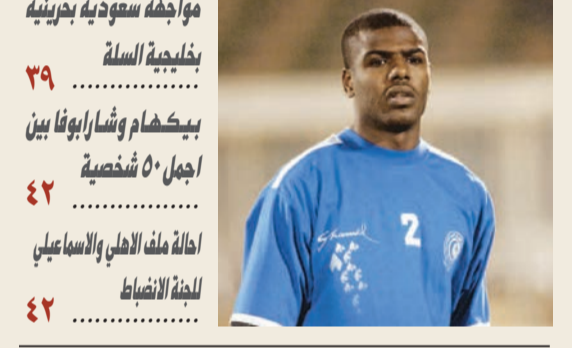 مواجهة سعودية بحرينية
بخليجية السلة
٣٩ ..................
بيكهام وشارابوفا بين
اجمل ٥٠ شخصية
٤٢ ..................
احالة ملف الاهلي والاسماعيلي
للجنة الانضباط
٤٢ ..................
2